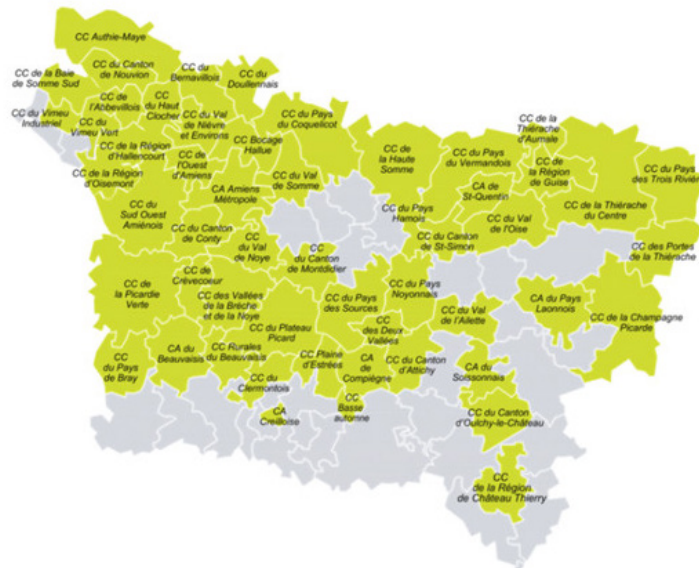 CC Authie-Maye
CC de la Baie
de Somme Sud
CC du Canton
de Nouvion
CC du
Bernavillois
CC du
Doullennais
CC du Vimeu
Industriel
CC du
Vimeu Vert
CC de
l'Abbevillois
CC du
Haut
Clocher
CC du Val
de Nièvre
et Environs
CC du Pays
du Coquelicot
CC de la Région
d'Hallencourt
CC de
l'Ouest
d'Amiens
CC Bocage
Hallue
CC de la
Haute
Somme
CC du Pays
du Vermandois
CC de la
Thiérache
d'Aumale
CC de
la Région
de Guise
CC du Pays
des Trois Riviè
CC de la Région
d'Oisemont
CA Amiens
Métropole
CC du Val
de Somme
CA de
St-Quentin
CC du
Sud Ouest
Amiénois
CC du Canton
de Conty
CC du
Val
de Noye
CC
du Canton
de Montdidier
CC du Pays
Hamois
CC du Canton
de St-Simon
CC du Val
de l'Oise
CC de la Thiérache
du Centre
CC des Portes
de la Thiérache
CC de
la Picardie
Verte
CC de
Crèvecoeur
CC des Vallées
de la Brèche
et de la Noye
CC du Pays
des Sources
CC du Pays
Noyonnais
CC du Val
de l'Ailette
CA du Pays
Laonnois
CC de la Champagne
Picarde
CC du Plateau
Picard
CC
des Deux
Vallées
CC
du Pays
de Bray
CA du
Beauvaisis
CC Rurales
du Beauvaisis
CC Plaine
d'Estrées
CA
de
Compiègne
CC du Canton
d'Attichy
CA du
Soissonnais
CC du
Clermontois
CA
Creilloise
CC
Basse
automne
CC du Canton
d'Oulchy-le-Château
CC
de la Région
de Château Thierry